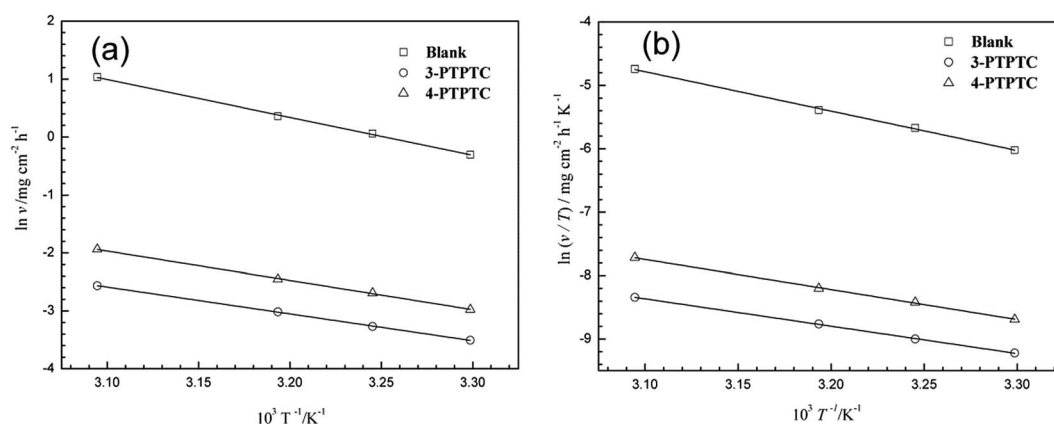 (a)
Blank
3-PTPTC
4-PTPTC
2
1
0
-1
-2
-3
-4
ln v/mg cm⁻² h⁻¹
3.10 3.15 3.20 3.25 3.30
10³ T⁻¹/K⁻¹
(b)
Blank
3-PTPTC
4-PTPTC
-4
-5
-6
-7
-8
-9
ln (v / T) / mg cm⁻² h⁻¹ K⁻¹
3.10 3.15 3.20 3.25 3.30
10³ T⁻¹/K⁻¹